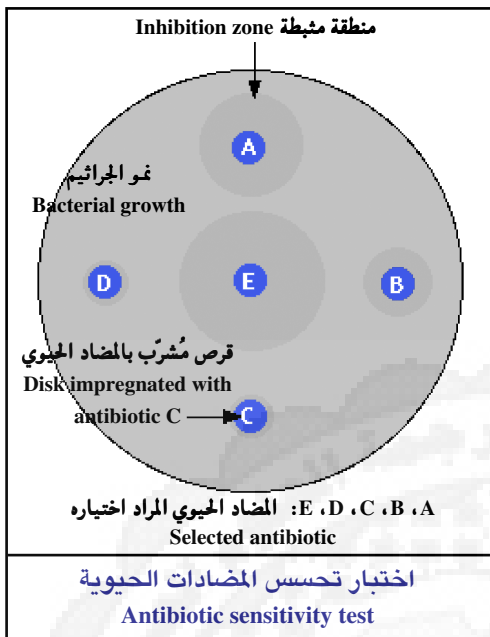 منطقة مثبطة Inhibition zone
A
نمو الجراثيم
Bacterial growth
D
E
B
قرص مُشرّب بالمضاد الحيوي
Disk impregnated with
antibiotic C
C
E ،D ،C ،B ،A: المضاد الحيوي المراد اختياره
Selected antibiotic
اختبار تحسس المضادات الحيوية
Antibiotic sensitivity test